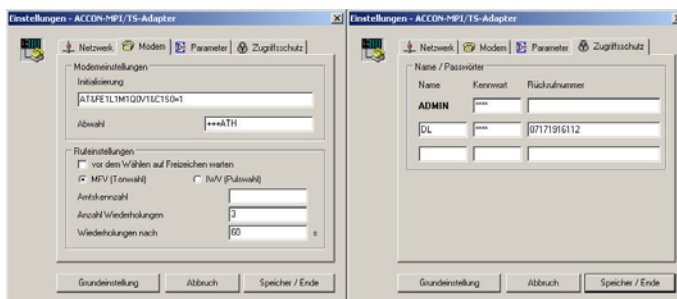 Einstellungen - ACCON-MPI/TS-Adapter
Netzwerk Modem Parameter Zugriffsschutz
Modemeinstellungen
Initialisierung
AT&FE1L1M1Q0V1&C1S0=1
Abwahl +++ATH
Rufeinstellungen
vor dem Wählen auf Freizeichen warten
MFV (Tonwahl) IWV (Pulswahl)
Amtskennzahl
Anzahl Wiederholungen 3
Wiederholungen nach 60 s
Grundeinstellung Abbruch Speicher / Ende
Einstellungen - ACCON-MPI/TS-Adapter
Netzwerk Modem Parameter Zugriffsschutz
Name / Passwörter
Name Kennwort Rückrufnummer
ADMIN ****
DL **** 07171916112
Grundeinstellung Abbruch Speicher / Ende